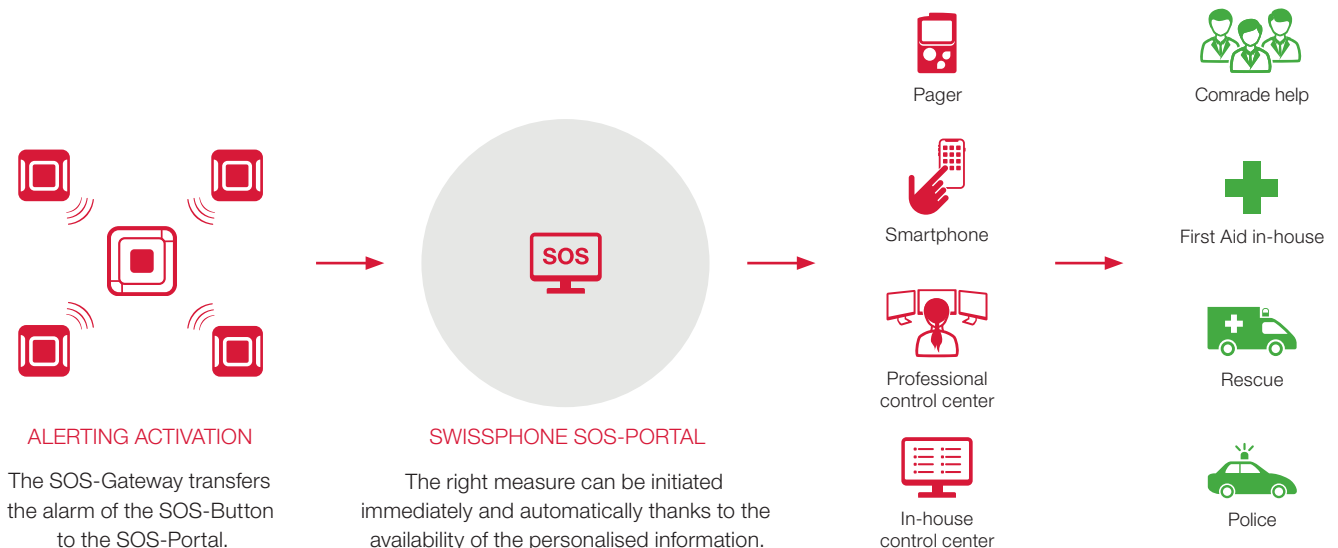 SOS
ALERTING ACTIVATION
The SOS-Gateway transfers
the alarm of the SOS-Button
to the SOS-Portal.
SWISSPHONE SOS-PORTAL
The right measure can be initiated
immediately and automatically thanks to the
availability of the personalised information.
Pager
Smartphone
Professional
control center
In-house
control center
Comrade help
First Aid in-house
Rescue
Police